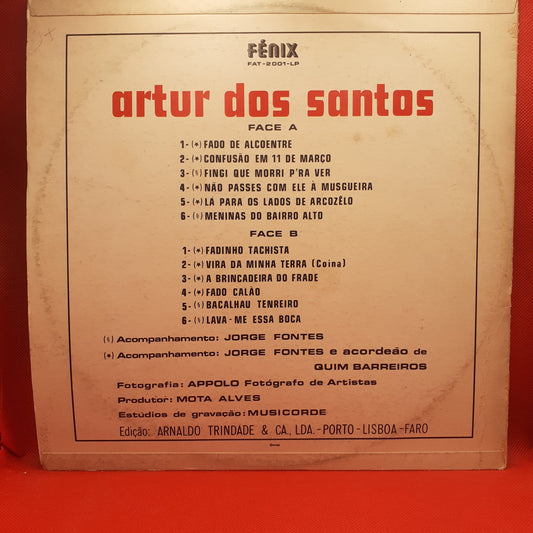 FÉNIX
FAT-2001-LP
artur dos santos
FACE A
1- (*) FADO DE ALCOENTRE
2- (*) CONFUSÃO EM 11 DE MARÇO
3- (§) FINGI QUE MORRI P'RA VER
4- (*) NÃO PASSES COM ELE À MUSGUEIRA
5- (*) LÁ PARA OS LADOS DE ARCOZÊLO
6- (§) MENINAS DO BAIRRO ALTO
FACE B
1- (*) FADINHO TACHISTA
2- (*) VIRA DA MINHA TERRA (Coina)
3- (*) A BRINCADEIRA DO FRADE
4- (*) FADO CALÃO
5- (§) BACALHAU TENREIRO
6- (§) LAVA-ME ESSA BOCA
(§) Acompanhamento: JORGE FONTES
(*) Acompanhamento: JORGE FONTES e acordeão de
QUIM BARREIROS
Fotografia: APPOLO Fotógrafo de Artistas
Produtor: MOTA ALVES
Estúdios de gravação: MUSICORDE
Edição: ARNALDO TRINDADE & CA., LDA.-PORTO-LISBOA-FARO